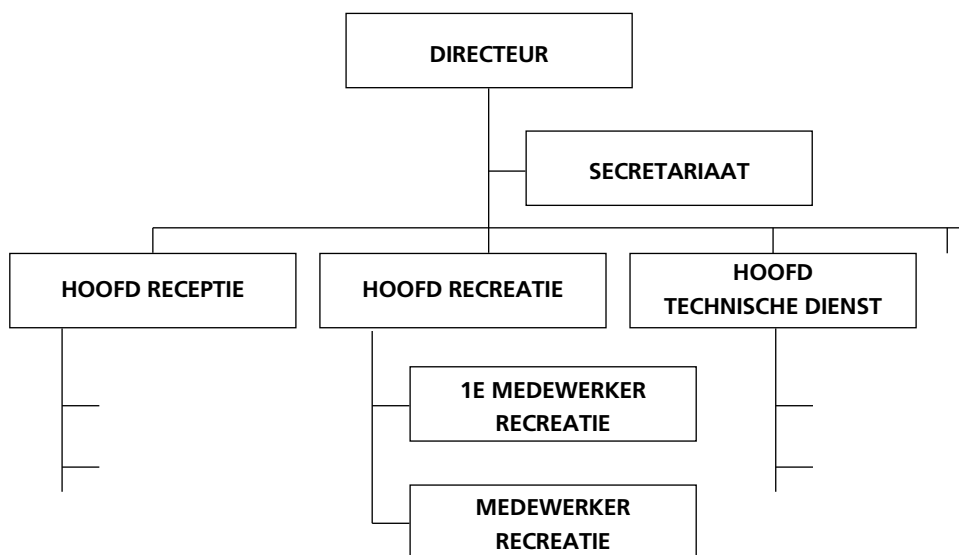 DIRECTEUR
SECRETARIAAT
HOOFD RECEPTIE
HOOFD RECREATIE
HOOFD
TECHNISCHE DIENST
1E MEDEWERKER
RECREATIE
MEDEWERKER
RECREATIE